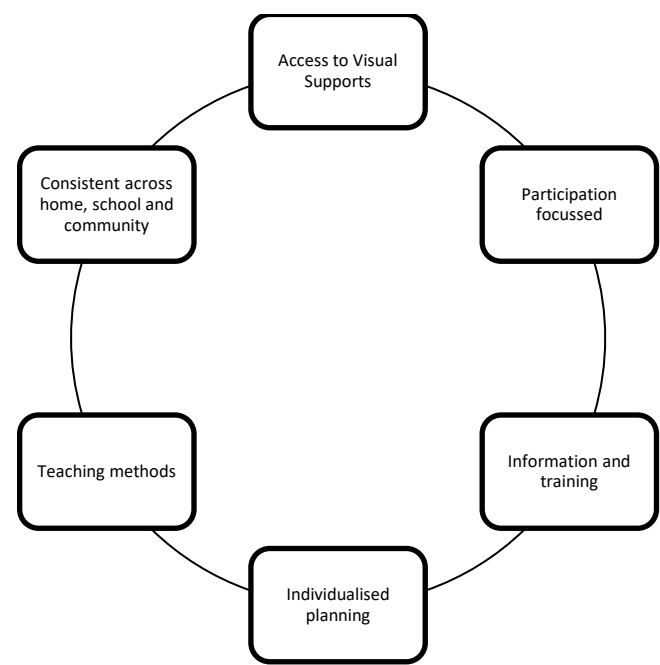 Access to Visual
Supports
Participation
focussed
Information and
training
Individualised
planning
Teaching methods
Consistent across
home, school and
community